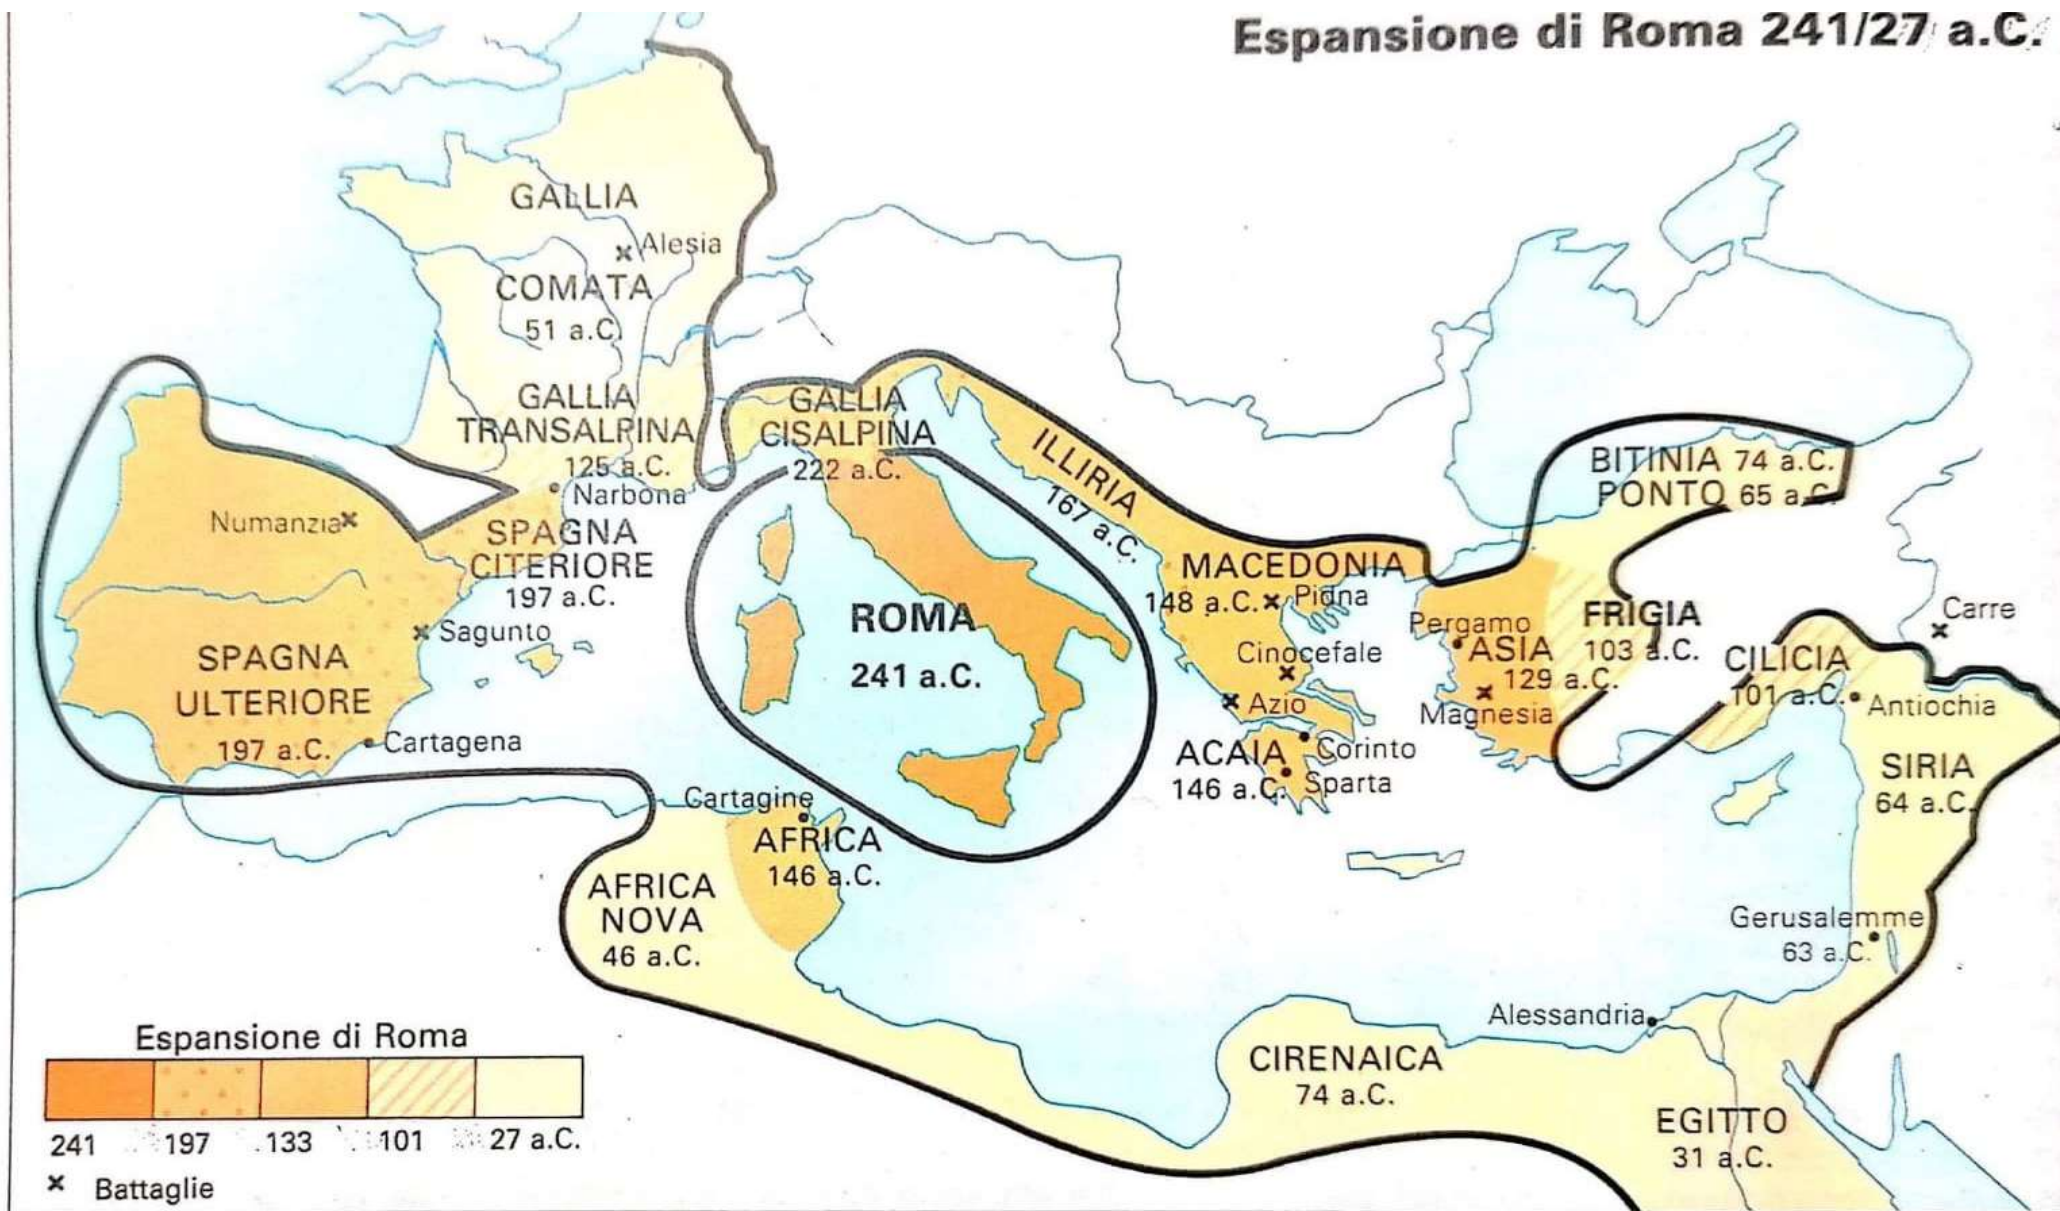 Espansione di Roma 241/27 a.C.
GALLIA
Alesia
COMATA
51 a.C.
GALLIA
TRANSALPINA
125 a.C.
Narbona
GALLIA
CISALPINA
222 a.C.
ILLIRIA
167 a.C.
BITINIA 74 a.C.
PONTO 65 a.C.
Numanzia
SPAGNA
CITERIORE
197 a.C.
Sagunto
SPAGNA
ULTERIORE
197 a.C.
Cartagena
ROMA
241 a.C.
MACEDONIA
148 a.C.
Pidna
Cinocefale
Azio
ACAIA
146 a.C.
Corinto
Sparta
Pergamo
ASIA
129 a.C.
Magnesia
FRIGIA
103 a.C.
CILICIA
101 a.C.
Carre
Antiochia
SIRIA
64 a.C.
Cartagine
AFRICA
146 a.C.
AFRICA
NOVA
46 a.C.
Gerusalemme
63 a.C.
Alessandria
CIRENAICA
74 a.C.
EGITTO
31 a.C.
Espansione di Roma
241 197 133 101 27 a.C.
Battaglie